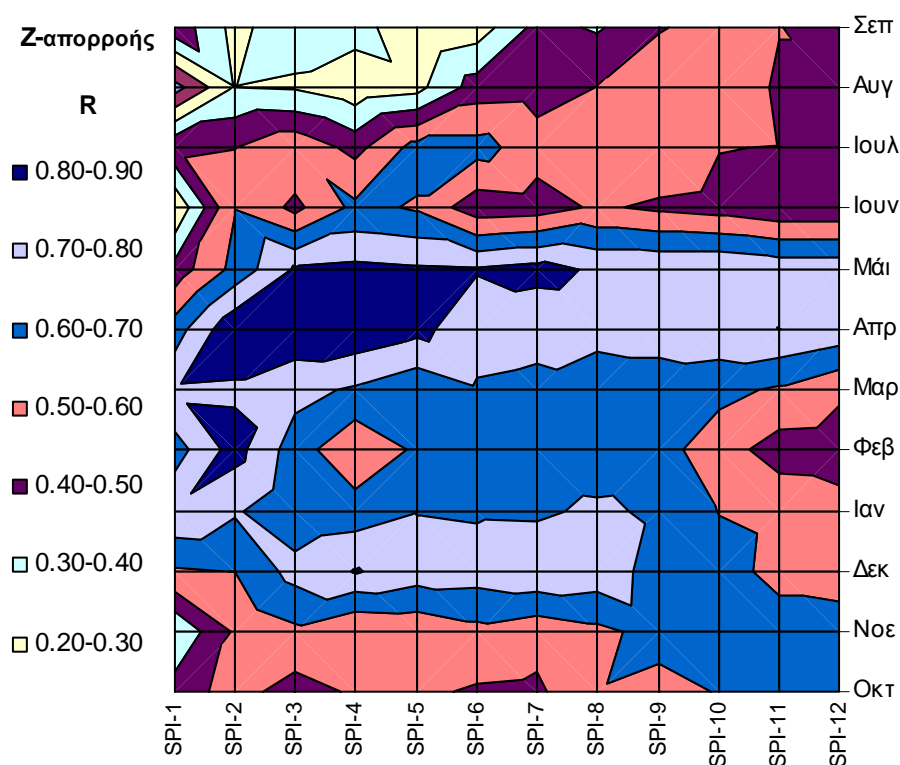 Z-απορροής
R
0.80-0.90
0.70-0.80
0.60-0.70
0.50-0.60
0.40-0.50
0.30-0.40
0.20-0.30
Σεπ
Αυγ
Ιουλ
Ιουν
Μάι
Απρ
Μαρ
Φεβ
Ιαν
Δεκ
Νοε
Οκτ
SPI-1
SPI-2
SPI-3
SPI-4
SPI-5
SPI-6
SPI-7
SPI-8
SPI-9
SPI-10
SPI-11
SPI-12